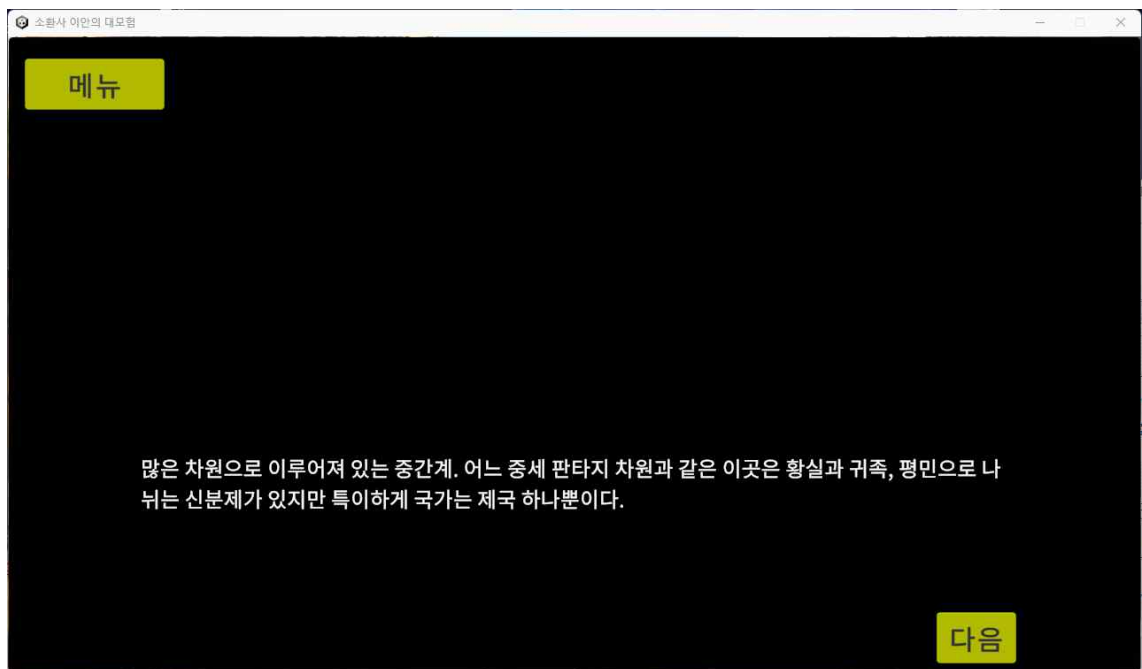 소환사 이안의 대모험
메뉴
많은 차원으로 이루어져 있는 중간계. 어느 중세 판타지 차원과 같은 이곳은 황실과 귀족, 평민으로 나
뉘는 신분제가 있지만 특이하게 국가는 제국 하나뿐이다.
다음